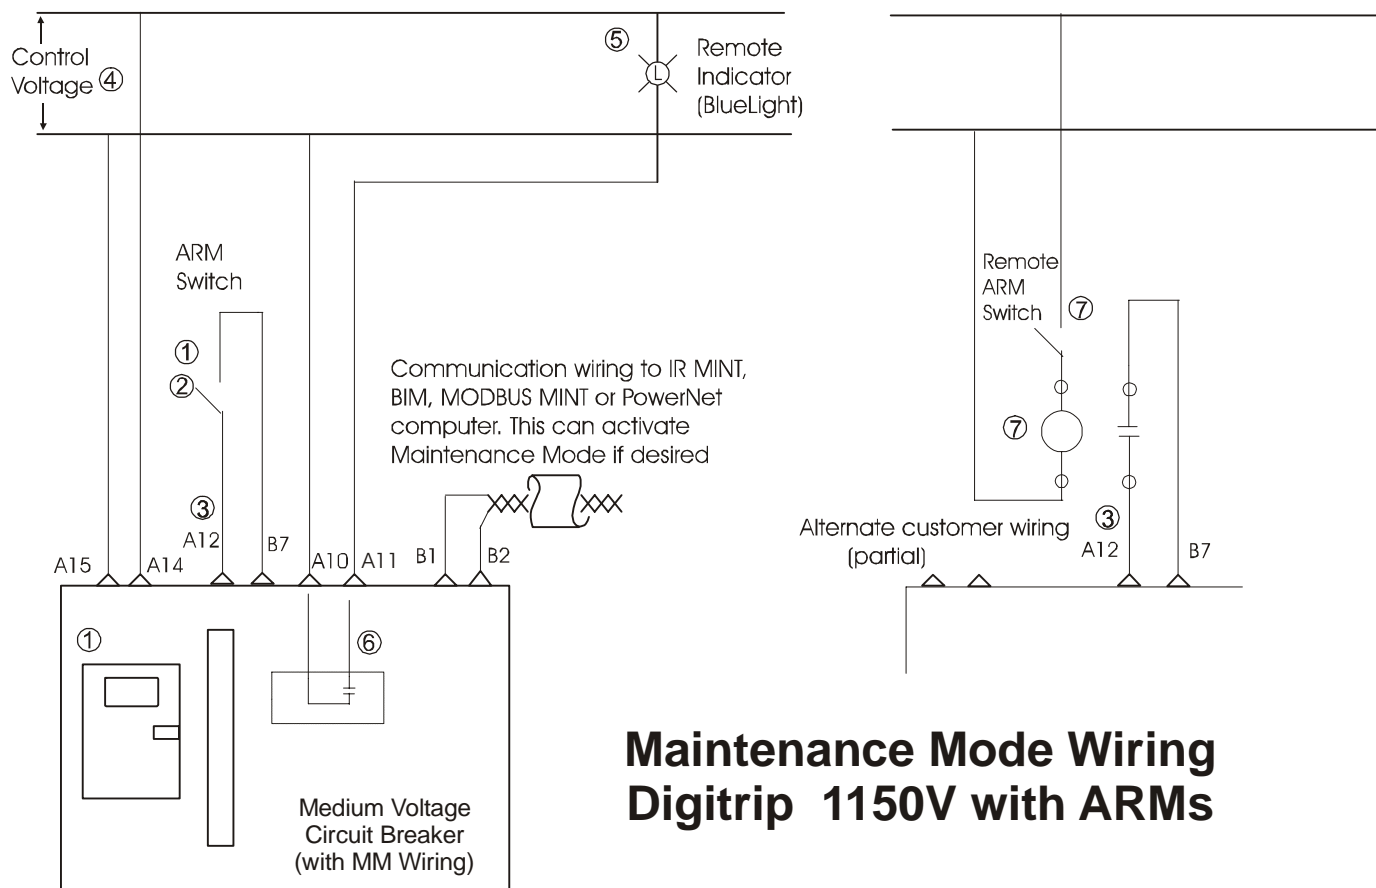 Control
Voltage ④
⑤
Remote
Indicator
(BlueLight)
L
ARM
Switch
①
②
③
A12
B7
A15
A14
A10
A11
B1
B2
Communication wiring to IR MINT,
BIM, MODBUS MINT or PowerNet
computer. This can activate
Maintenance Mode if desired
①
⑥
Medium Voltage
Circuit Breaker
(with MM Wiring)
Remote
ARM
Switch
⑦
⑦
Alternate customer wiring
(partial)
③
A12
B7
Maintenance Mode Wiring
Digitrip 1150V with ARMs